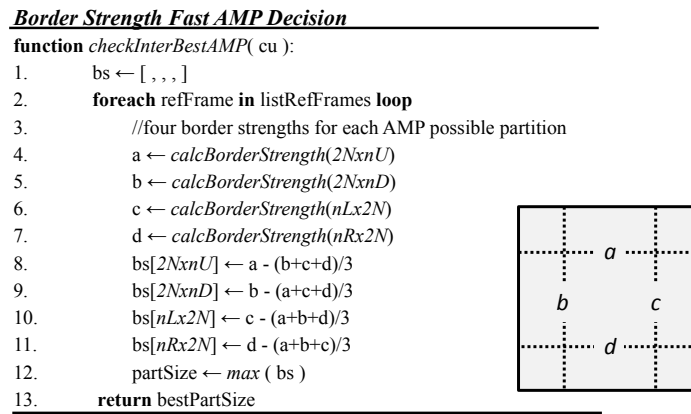 Border Strength Fast AMP Decision
function checkInterBestAMP( cu ):
1. bs ← [ , , , ]
2. foreach refFrame in listRefFrames loop
3. //four border strengths for each AMP possible partition
4. a ← calcBorderStrength(2NxnU)
5. b ← calcBorderStrength(2NxnD)
6. c ← calcBorderStrength(nLx2N)
7. d ← calcBorderStrength(nRx2N)
8. bs[2NxnU] ← a - (b+c+d)/3
9. bs[2NxnD] ← b - (a+c+d)/3
10. bs[nLx2N] ← c - (a+b+d)/3
11. bs[nRx2N] ← d - (a+b+c)/3
12. partSize ← max ( bs )
13. return bestPartSize
a
b c
d